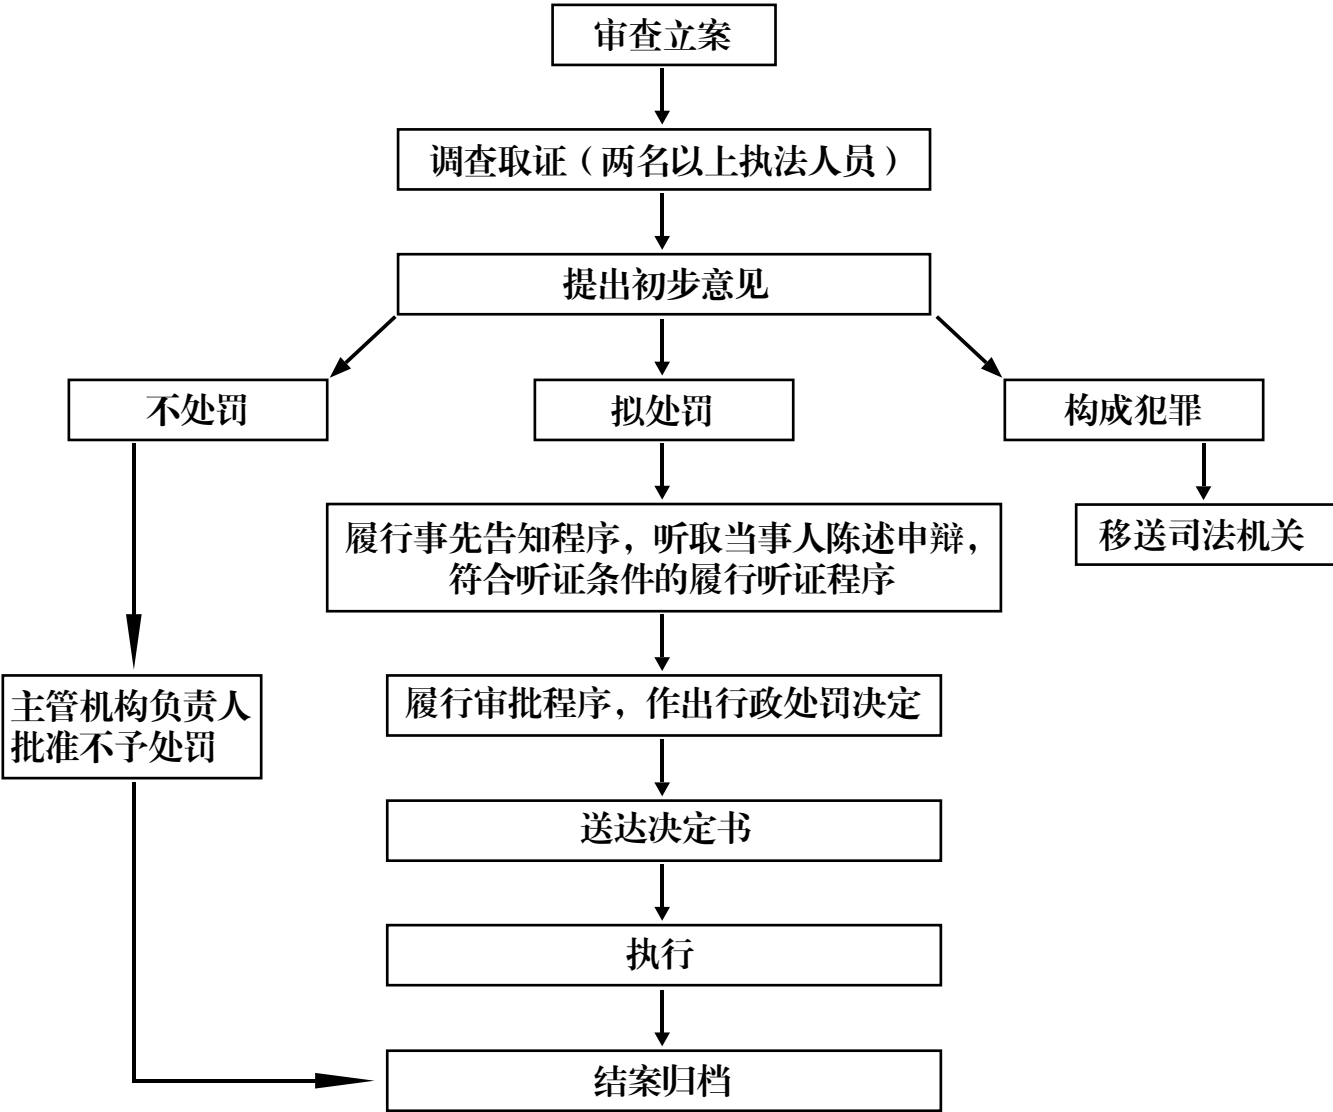 审查立案
调查取证（两名以上执法人员）
提出初步意见
不处罚
拟处罚
构成犯罪
履行事先告知程序，听取当事人陈述申辩，
符合听证条件的履行听证程序
移送司法机关
主管机构负责人
批准不予处罚
履行审批程序，作出行政处罚决定
送达决定书
执行
结案归档